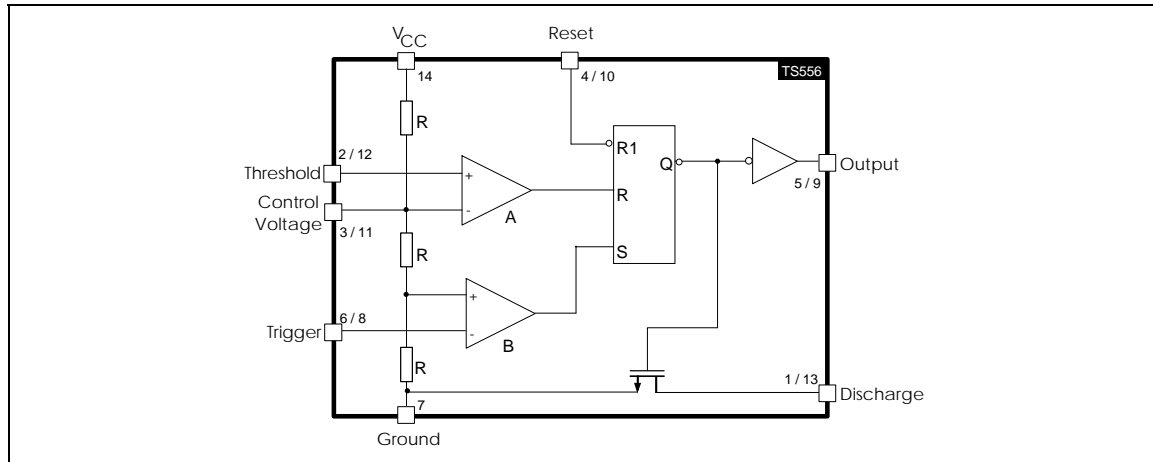 VCC
Reset
14
4 / 10
TS556
R
R1
Q
2 / 12
Threshold
+
Output
5 / 9
Control
Voltage
-
R
A
3 / 11
R
S
+
6 / 8
Trigger
-
B
R
1 / 13
Discharge
7
Ground